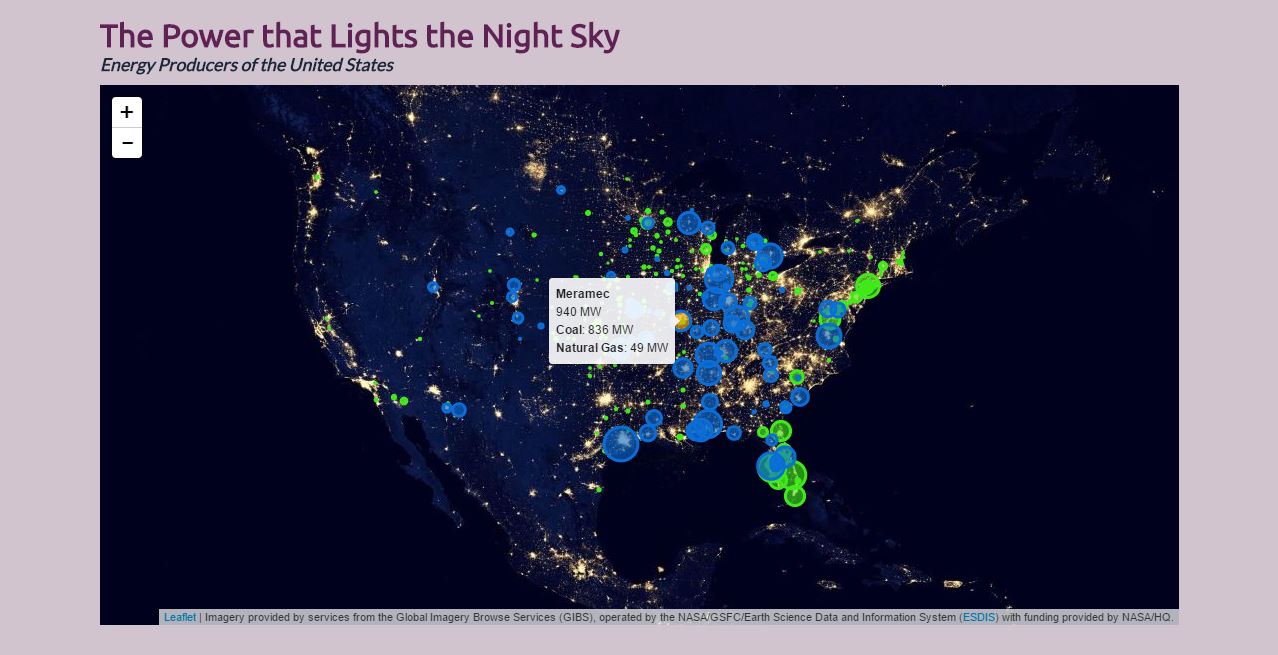 The Power that Lights the Night Sky
Energy Producers of the United States
+
−
Meramec
940 MW
Coal: 836 MW
Natural Gas: 49 MW
Leaflet | Imagery provided by services from the Global Imagery Browse Services (GIBS), operated by the NASA/GSFC/Earth Science Data and Information System (ESDIS) with funding provided by NASA/HQ.